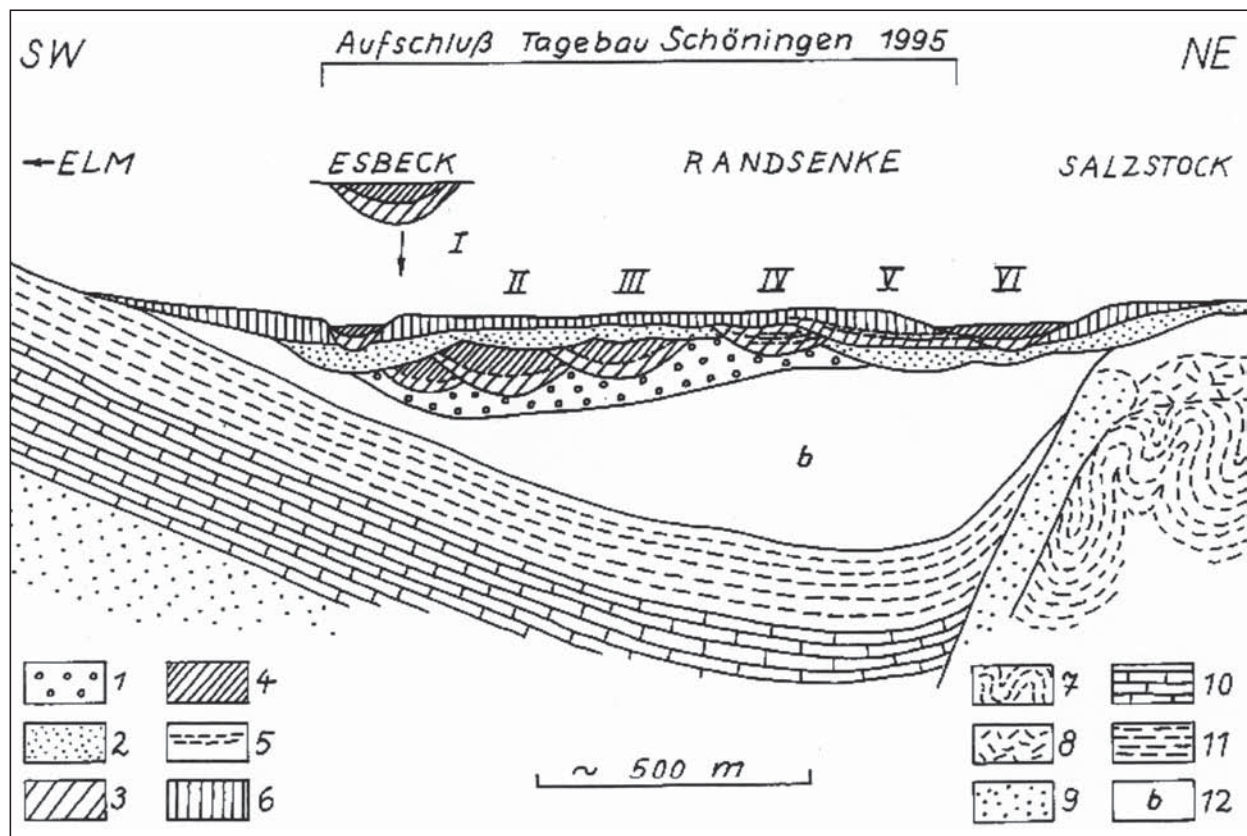 SW Aufschluß Tagebau Schöningen 1995 NE
←ELM ESBECK RANDSENKE SALZSTOCK
I
II III IV V VI
b
1 4 7 10
2 5 8 11
3 6 9 b 12
~ 500 m